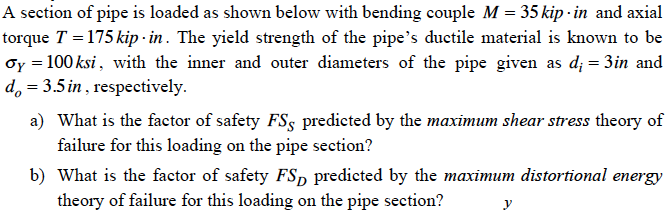 A section of pipe is loaded as shown below with bending couple M = 35 kip · in and axial
torque T = 175 kip · in. The yield strength of the pipe's ductile material is known to be
σY = 100 ksi, with the inner and outer diameters of the pipe given as di = 3in and
do = 3.5 in, respectively.
a) What is the factor of safety FSS predicted by the maximum shear stress theory of
failure for this loading on the pipe section?
b) What is the factor of safety FSD predicted by the maximum distortional energy
theory of failure for this loading on the pipe section?
y